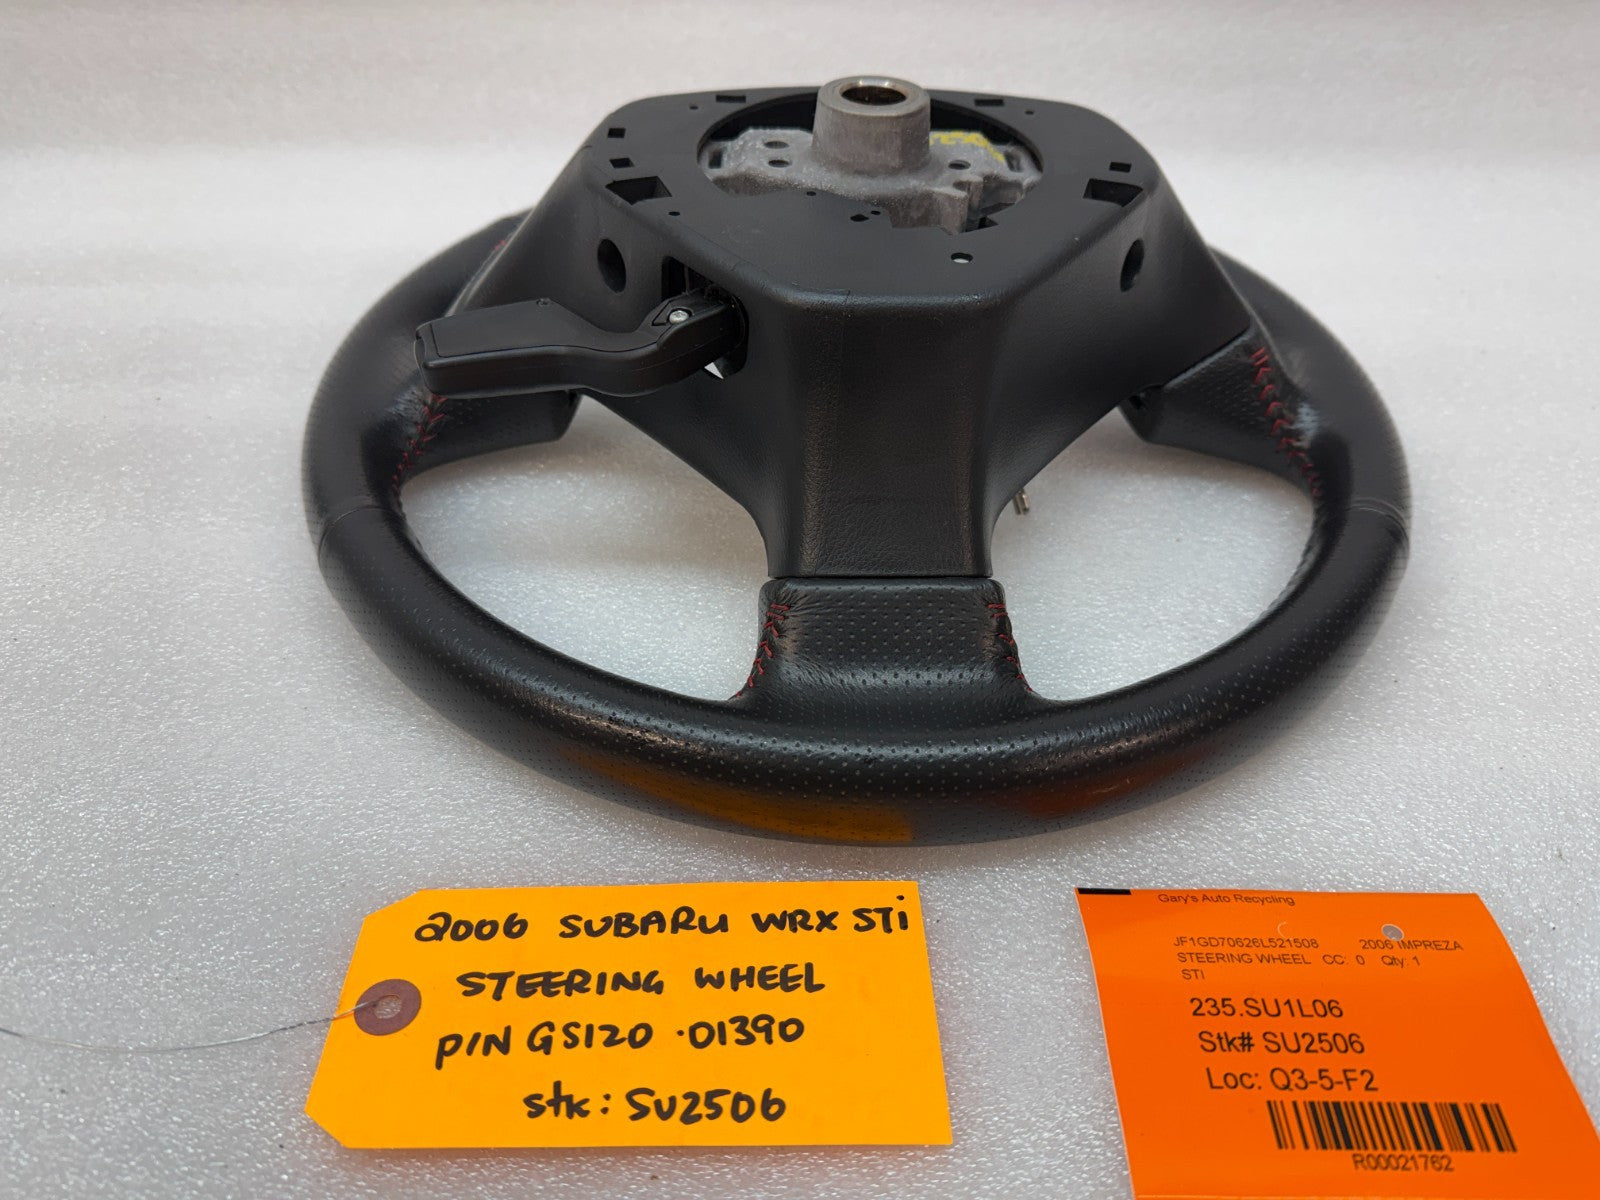 2006 SUBARU WRX STi
STEERING WHEEL
P/N GS120.01390
stk: SU2506
Gary's Auto Recycling
JF1GD70626L521508 2006 IMPREZA
STEERING WHEEL CC: 0 Qty: 1
STI
235.SU1L06
Stk# SU2506
Loc: Q3-5-F2
R00021762